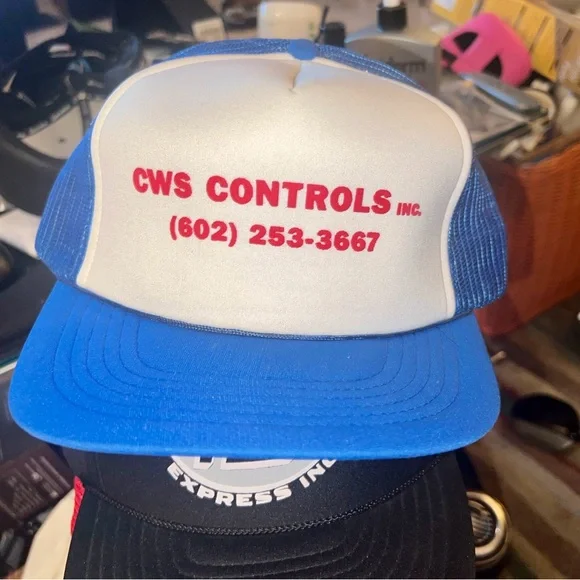 CWS CONTROLS INC.
(602) 253-3667
EXPRESS INC